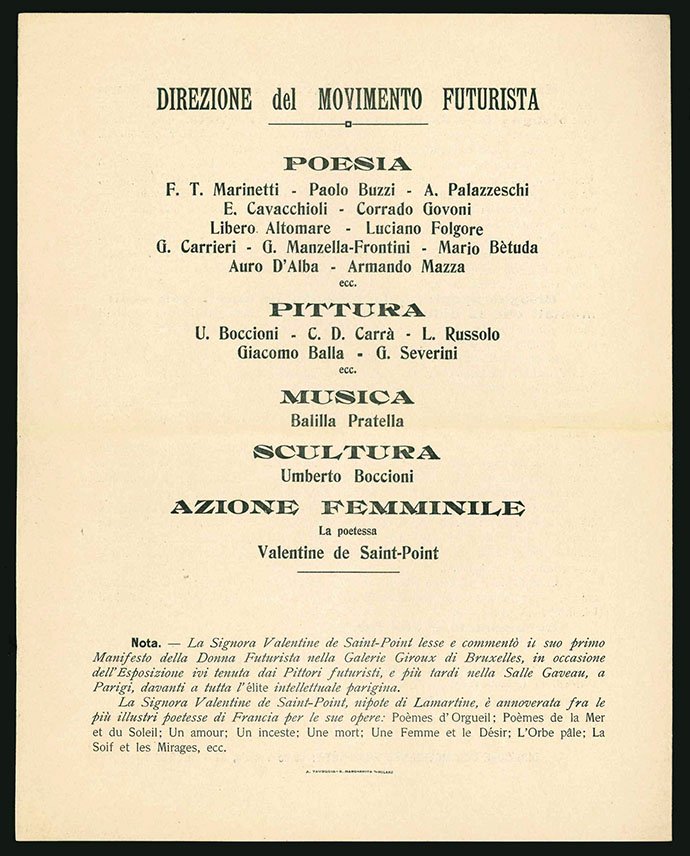 DIREZIONE del MOVIMENTO FUTURISTA
POESIA
F. T. Marinetti - Paolo Buzzi - A. Palazzeschi
E. Cavacchioli - Corrado Govoni
Libero Altomare - Luciano Folgore
G. Carrieri - G. Manzella-Frontini - Mario Bètuda
Auro D'Alba - Armando Mazza
ecc.
PITTURA
U. Boccioni - C. D. Carrà - L. Russolo
Giacomo Balla - G. Severini
ecc.
MUSICA
Balilla Pratella
SCULTURA
Umberto Boccioni
AZIONE FEMMINILE
La poetessa
Valentine de Saint-Point
Nota. — La Signora Valentine de Saint-Point lesse e commentò il suo primo
Manifesto della Donna Futurista nella Galerie Giroux di Bruxelles, in occasione
dell'Esposizione ivi tenuta dai Pittori futuristi, e più tardi nella Salle Gaveau, a
Parigi, davanti a tutta l'élite intellettuale parigina.
La Signora Valentine de Saint-Point, nipote di Lamartine, è annoverata fra le
più illustri poetesse di Francia per le sue opere: Poèmes d'Orgueil; Poèmes de la Mer
et du Soleil; Un amour; Un inceste; Une mort; Une Femme et le Désir; L'Orbe pâle; La
Soif et les Mirages, ecc.